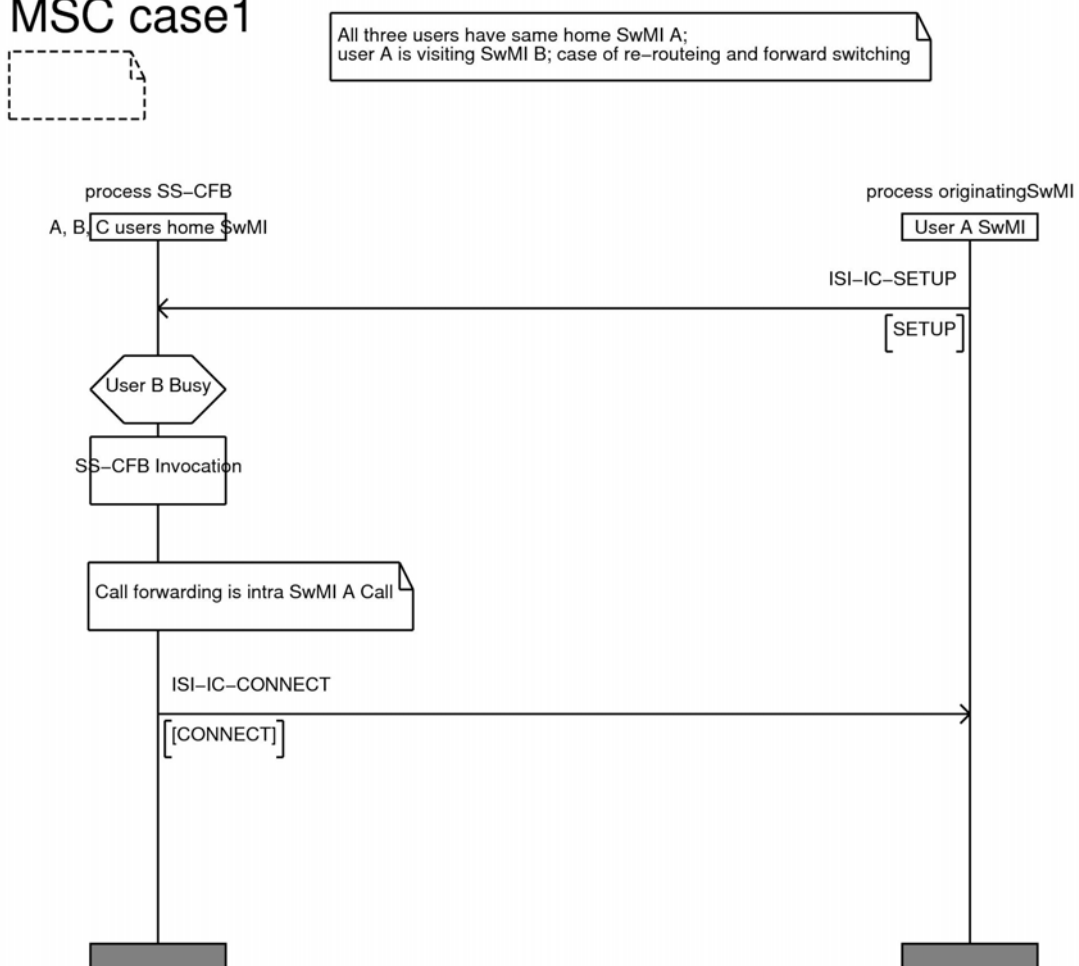 MSC case1
All three users have same home SwMI A;
user A is visiting SwMI B; case of re–routeing and forward switching
process SS–CFB
process originatingSwMI
A, B, C users home SwMI
User A SwMI
ISI–IC–SETUP
[SETUP]
User B Busy
SS–CFB Invocation
Call forwarding is intra SwMI A Call
ISI–IC–CONNECT
[[CONNECT]]